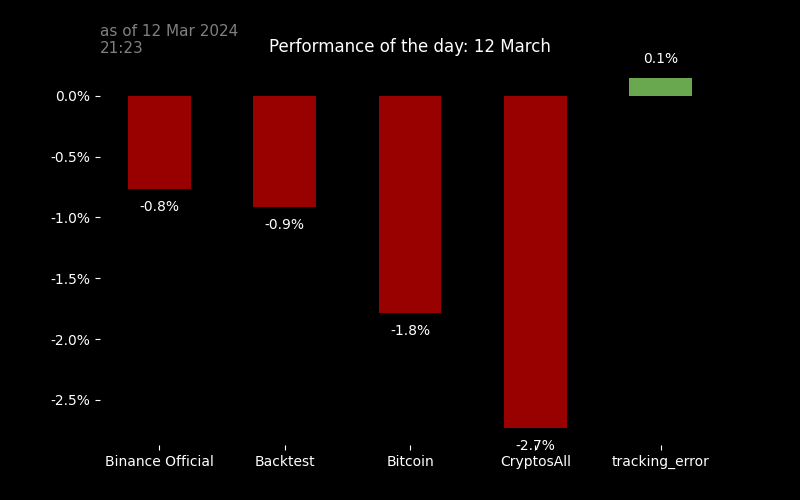 as of 12 Mar 2024
21:23
Performance of the day: 12 March
0.1%
0.0%
-0.5%
-0.8%
-1.0%
-0.9%
-1.5%
-1.8%
-2.0%
-2.5%
-2.7%
Binance Official
Backtest
Bitcoin
CryptosAll
tracking_error